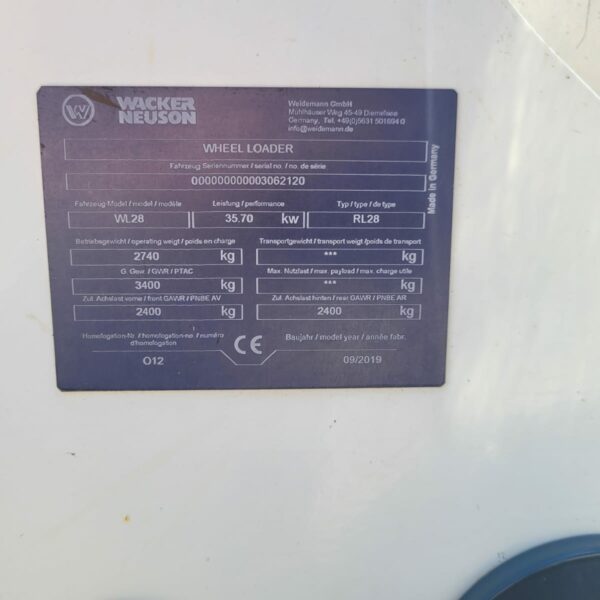 W WACKER NEUSON
Weidemann GmbH
Mühlhäuser Weg 45-49 Diemelsee
Germany, Tel. +49(0)5631 501694 0
info@weidemann.de
WHEEL LOADER
Fahrzeug Seriennummer / serial no. / no. de série
000000000003062120
Made in Germany
Fahrzeug-Model / model / modéle Leistung / performance Typ / type / de type
WL28 35.70 kw RL28
Betriebsgewicht / operating weigt / poids en charge Transportgewicht / transport weigt /poids de transport
2740 kg *** kg
G. Gew. / GWR / PTAC Max. Nutzlast / max. payload / max. charge utile
3400 kg *** kg
Zul. Achslast vorne / front GAWR / PNBE AV Zul. Achslast hinten / rear GAWR / PNBE AR
2400 kg 2400 kg
Homologation-Nr. / homologation-no. / numéro
d'homologation
CE
Baujahr / model year / année fabr.
O12 09/2019